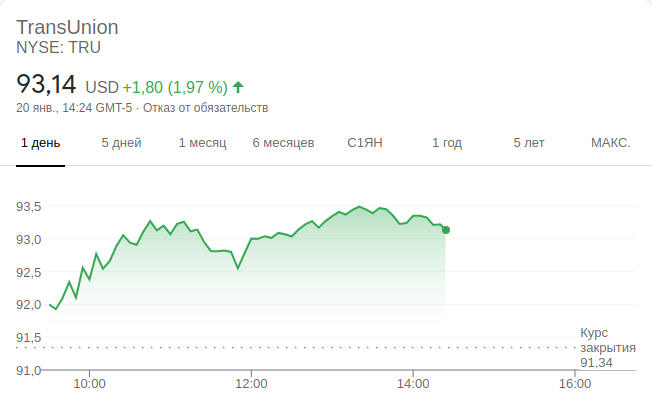 TransUnion
NYSE: TRU
93,14 USD +1,80 (1,97 %)
20 янв., 14:24 GMT-5 · Отказ от обязательств
1 день 5 дней 1 месяц 6 месяцев С1ЯН 1 год 5 лет МАКС.
93,5
93,0
92,5
92,0
91,5
Курс
закрытия
91,34
91,0
10:00 12:00 14:00 16:00